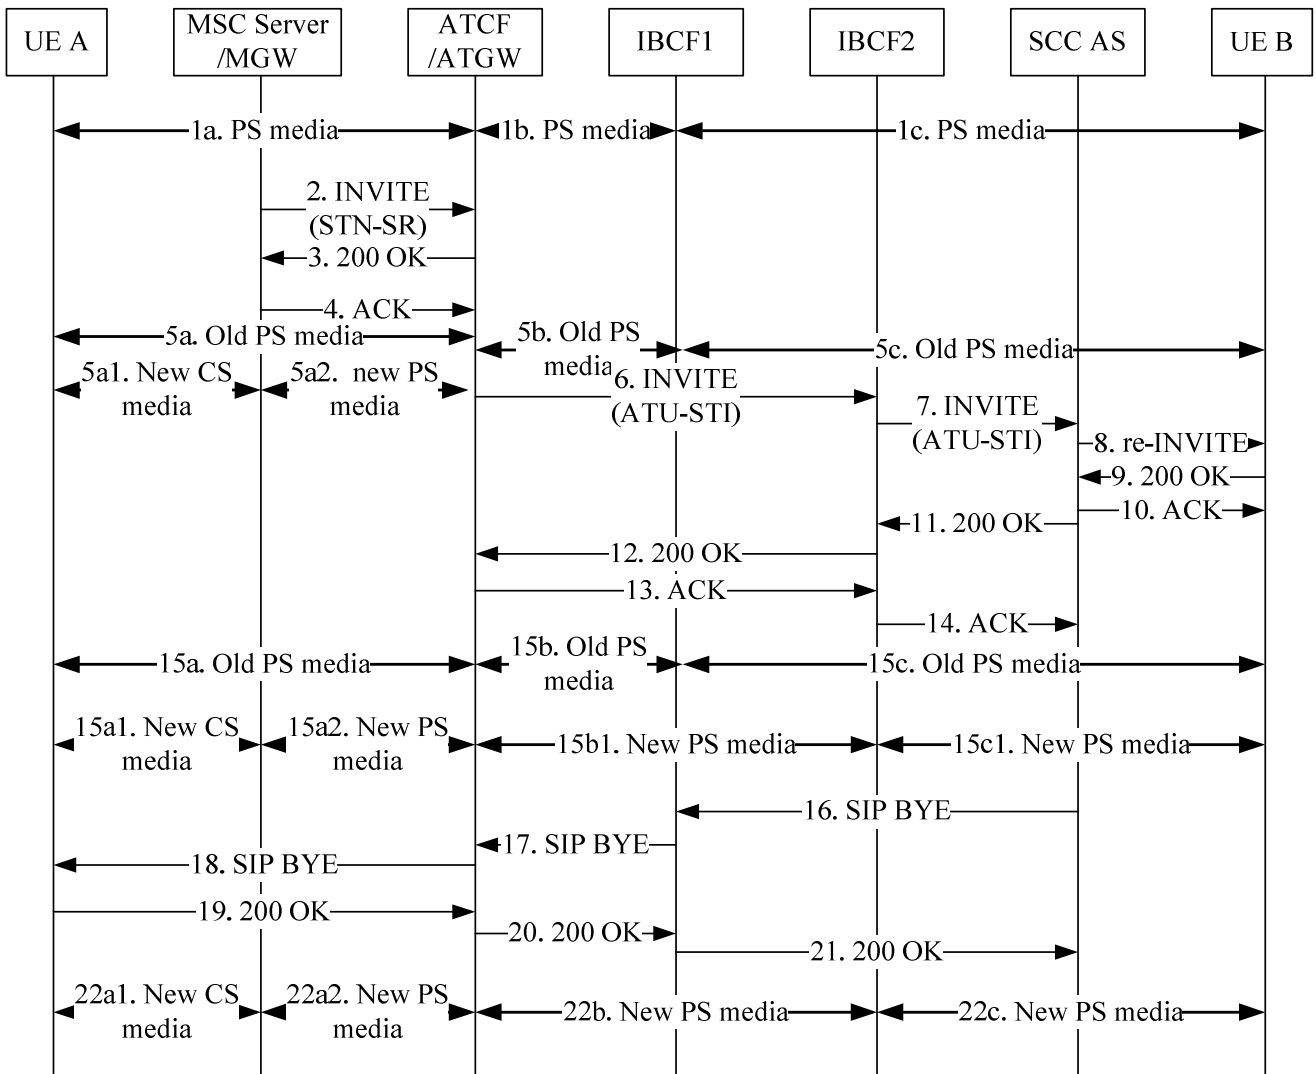 UE A
MSC Server
/MGW
ATCF
/ATGW
IBCF1
IBCF2
SCC AS
UE B
1a. PS media
1b. PS media
1c. PS media
2. INVITE
(STN-SR)
3. 200 OK
4. ACK
5a. Old PS media
5b. Old PS
media
5c. Old PS media
5a1. New CS
media
5a2.  new PS
media
6. INVITE
(ATU-STI)
7. INVITE
(ATU-STI)
8. re-INVITE
9. 200 OK
10. ACK
11. 200 OK
12. 200 OK
13. ACK
14. ACK
15a. Old PS media
15b. Old PS
media
15c. Old PS media
15a1. New CS
media
15a2. New PS
media
15b1. New PS media
15c1. New PS media
16. SIP BYE
17. SIP BYE
18. SIP BYE
19. 200 OK
20. 200 OK
21. 200 OK
22a1. New CS
media
22a2. New PS
media
22b. New PS media
22c. New PS media